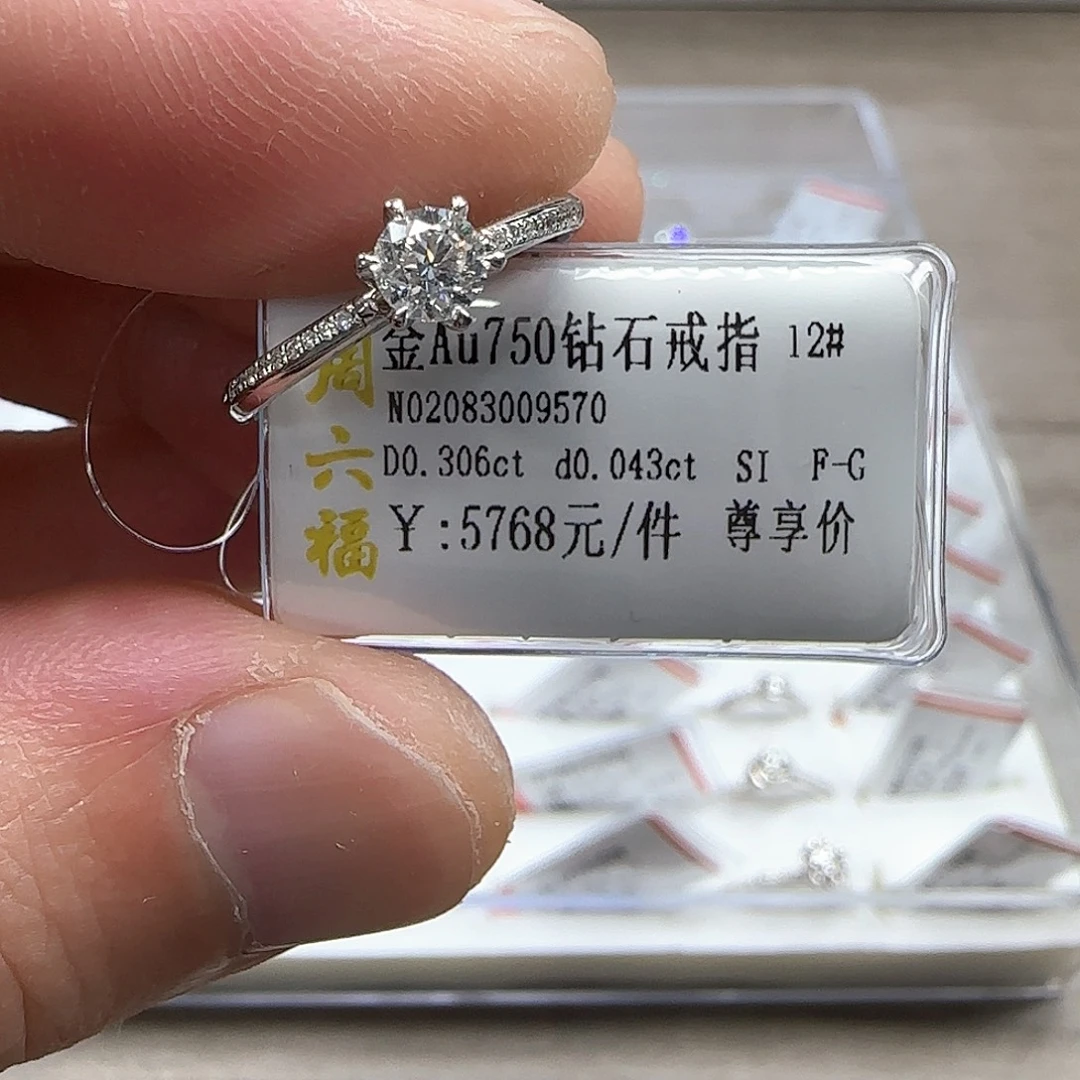 周六福
金Au750钻石戒指 12#
N02083009570
D0.306ct d0.043ct SI F-G
￥:5768元/件 尊享价